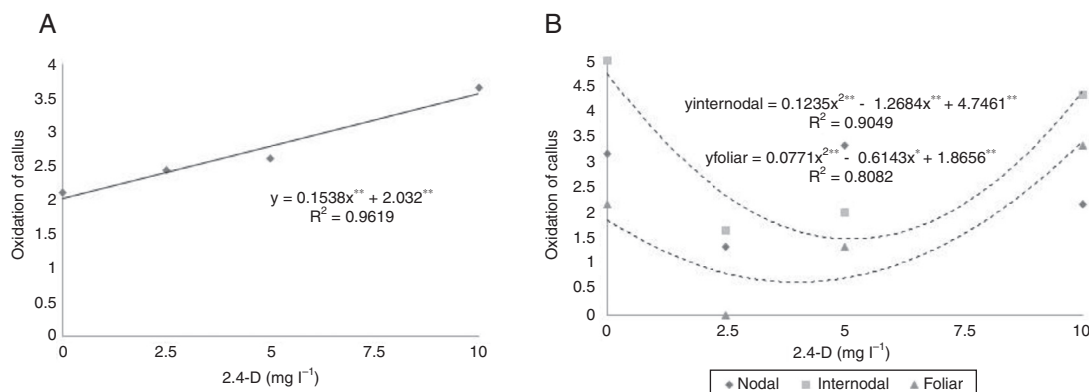 A
Oxidation of callus
4
3.5
3
2.5
2
1.5
1
0.5
0
y = 0.1538x** + 2.032**
R² = 0.9619
0 2.5 5 7.5 10
2.4-D (mg l⁻¹)
B
Oxidation of callus
5
4.5
4
3.5
3
2.5
2
1.5
1
0.5
0
yinternodal = 0.1235x²** - 1.2684x** + 4.7461**
R² = 0.9049
yfoliar = 0.0771x²** - 0.6143x* + 1.8656**
R² = 0.8082
0 2.5 5 7.5 10
2.4-D (mg l⁻¹)
Nodal Internodal Foliar